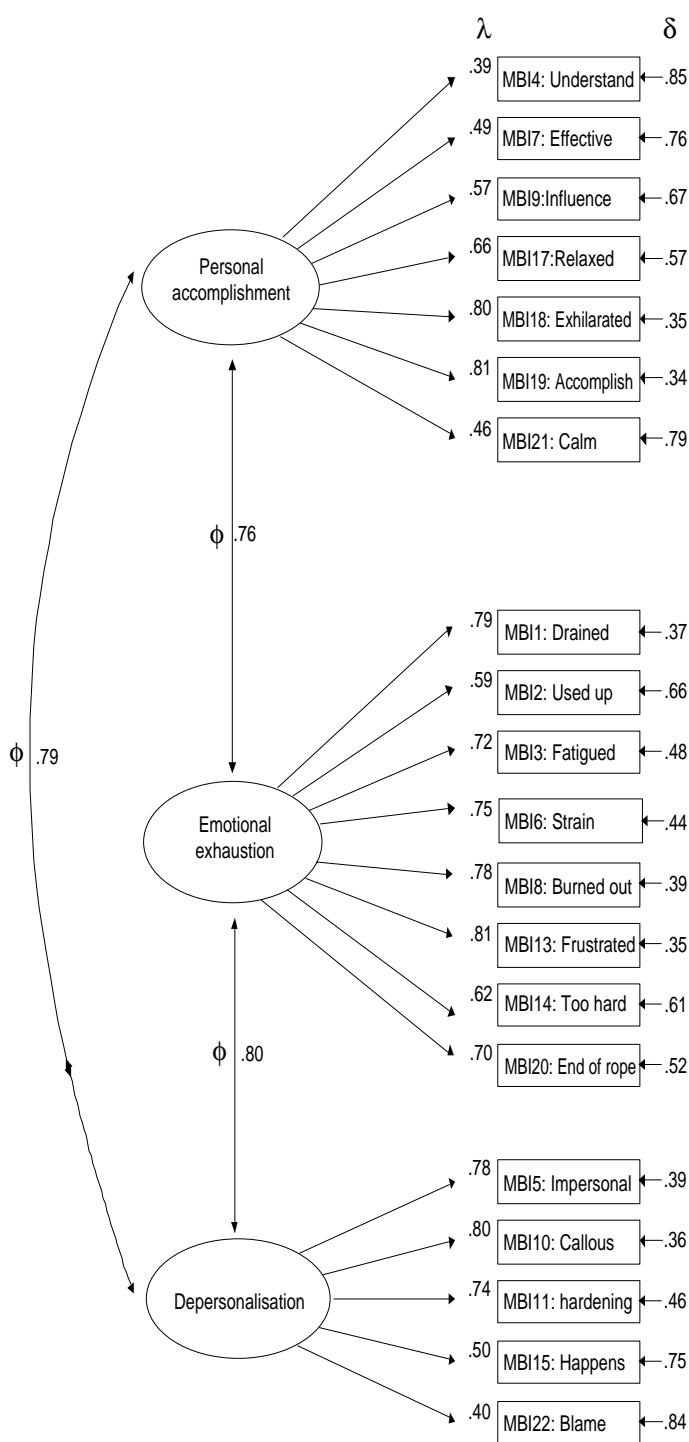 λ δ
.39 MBI4: Understand .85
.49 MBI7: Effective .76
.57 MBI9:Influence .67
.66 MBI17:Relaxed .57
.80 MBI18: Exhilarated .35
.81 MBI19: Accomplish .34
.46 MBI21: Calm .79
Personal
accomplishment
ϕ .76
.79 MBI1: Drained .37
.59 MBI2: Used up .66
.72 MBI3: Fatigued .48
.75 MBI6: Strain .44
.78 MBI8: Burned out .39
.81 MBI13: Frustrated .35
.62 MBI14: Too hard .61
.70 MBI20: End of rope .52
ϕ .79
Emotional
exhaustion
ϕ .80
.78 MBI5: Impersonal .39
.80 MBI10: Callous .36
.74 MBI11: hardening .46
.50 MBI15: Happens .75
.40 MBI22: Blame .84
Depersonalisation